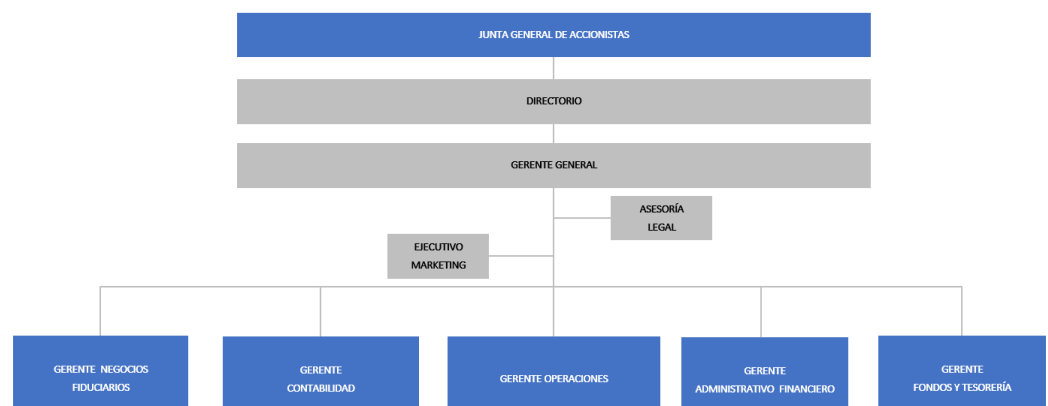 JUNTA GENERAL DE ACCIONISTAS
DIRECTORIO
GERENTE GENERAL
ASESORÍA
LEGAL
EJECUTIVO
MARKETING
GERENTE NEGOCIOS
FIDUCIARIOS
GERENTE
CONTABILIDAD
GERENTE OPERACIONES
GERENTE
ADMINISTRATIVO FINANCIERO
GERENTE
FONDOS Y TESORERÍA